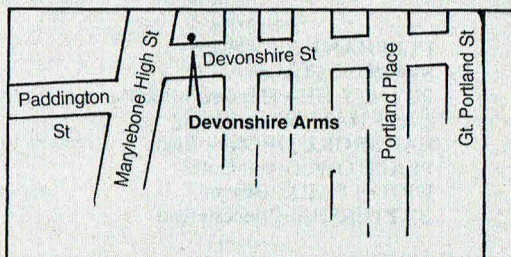 Devonshire St
Paddington
St
Marylebone High St
Devonshire Arms
Portland Place
Gt. Portland St